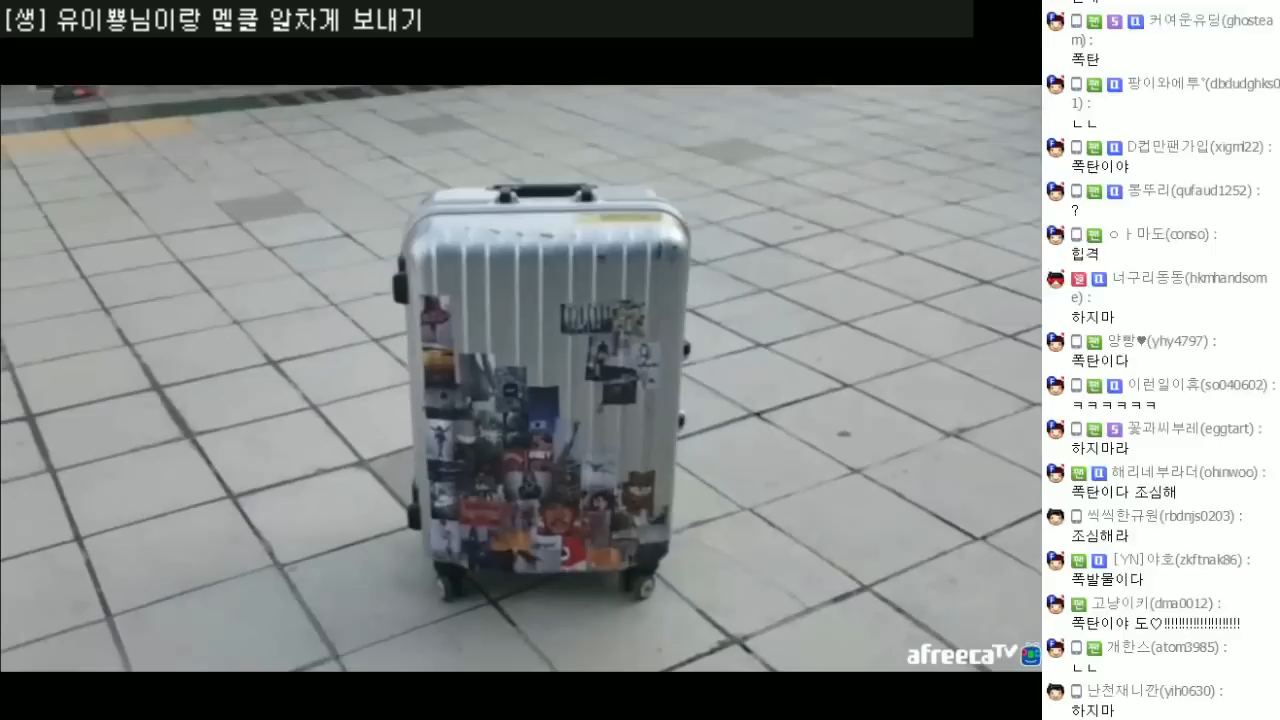 [생] 유이뿅님이랑 멜론 알차게 보내기
커여운유딩(ghostea
m) :
폭탄
팡이와에투˚(dbdudghks0
1) :
ㄴㄴ
D컵만팬가입(xigml22) :
폭탄이야
뽕뚜리(qufaud1252) :
?
ㅇㅏ마도(conso) :
힙격
너구리동동(hkmhandsom
e) :
하지마
양빵♥(yhy4797) :
폭탄이다
이런일이휴(so040602) :
ㅋㅋㅋㅋㅋㅋ
꽃과씨부레(eggtart) :
하지마라
해리네부라더(ohinwoo) :
폭탄이다 조심해
씩씩한규원(rbdnjs0203) :
조심해라
[YN]야호(zkftnak86) :
폭발물이다
고냥이키(dma0012) :
폭탄이야 도♡!!!!!!!!!!!!!!!!!!!!
개한스(atom3985) :
ㄴㄴ
난천재니깐(yih0630) :
하지마
afreecaTV